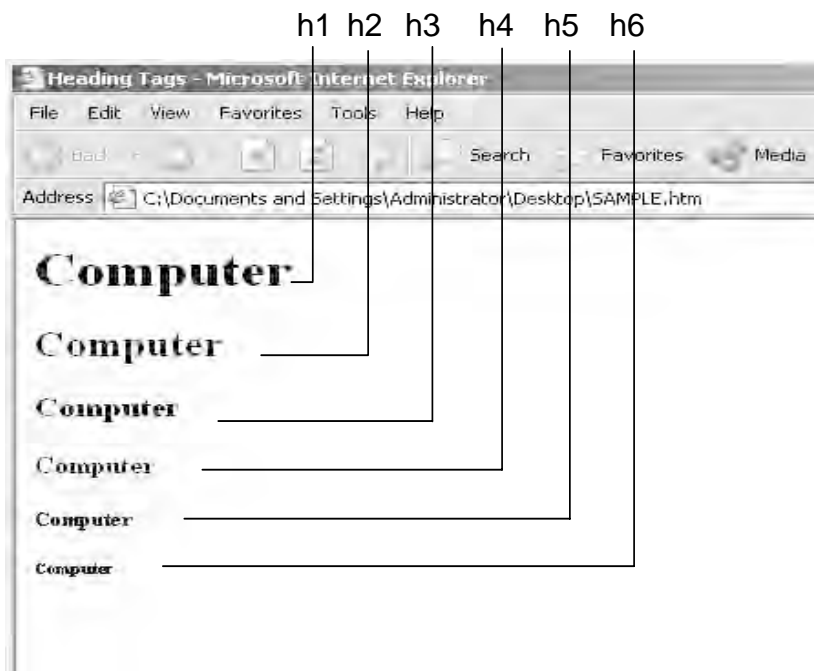 h1 h2 h3 h4 h5 h6
Heading Tags - Microsoft Internet Explorer
File Edit View Favorites Tools Help
Back Search Favorites Media
Address C:\Documents and Settings\Administrator\Desktop\SAMPLE.htm
Computer
Computer
Computer
Computer
Computer
Computer